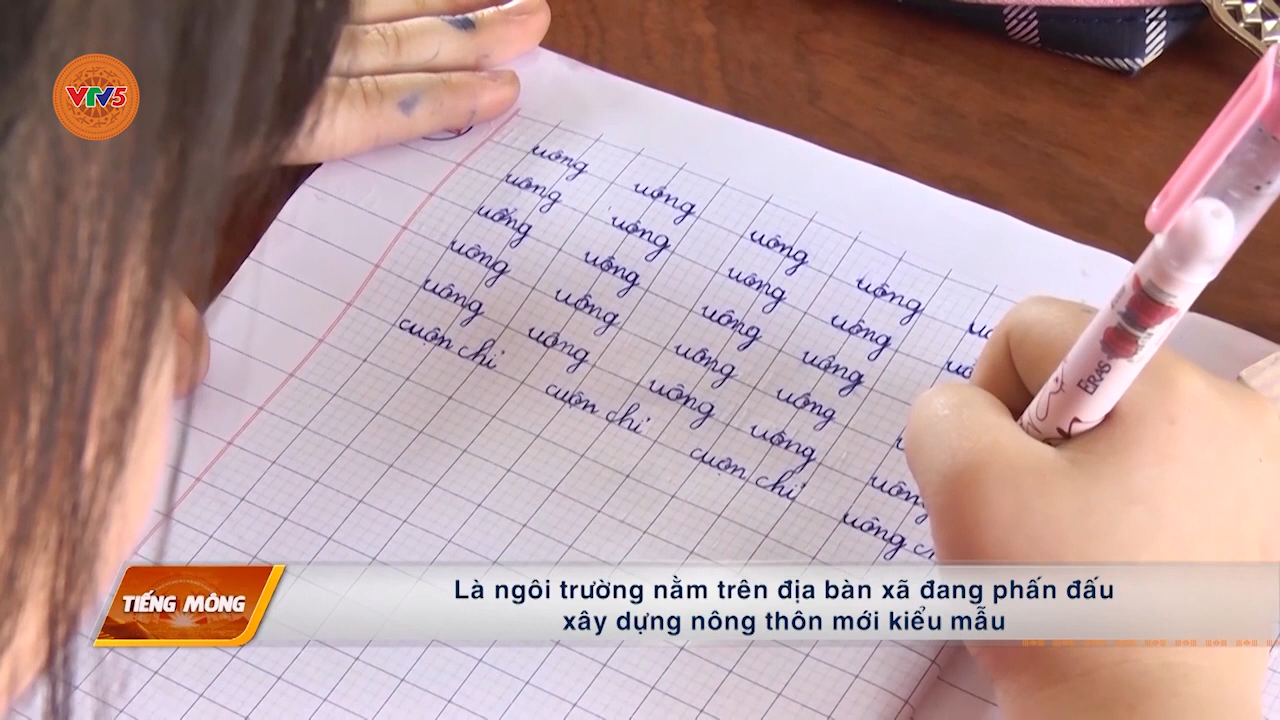 VTV5
uông uông uông uông
uông uông uông uông
uông uông uông uông
uông uông uông uông
uông uông uông uông uông
cuộn chỉ cuộn chỉ cuộn chỉ uông
ERAS
TIẾNG MÔNG
Là ngôi trường nằm trên địa bàn xã đang phấn đấu
xây dựng nông thôn mới kiểu mẫu